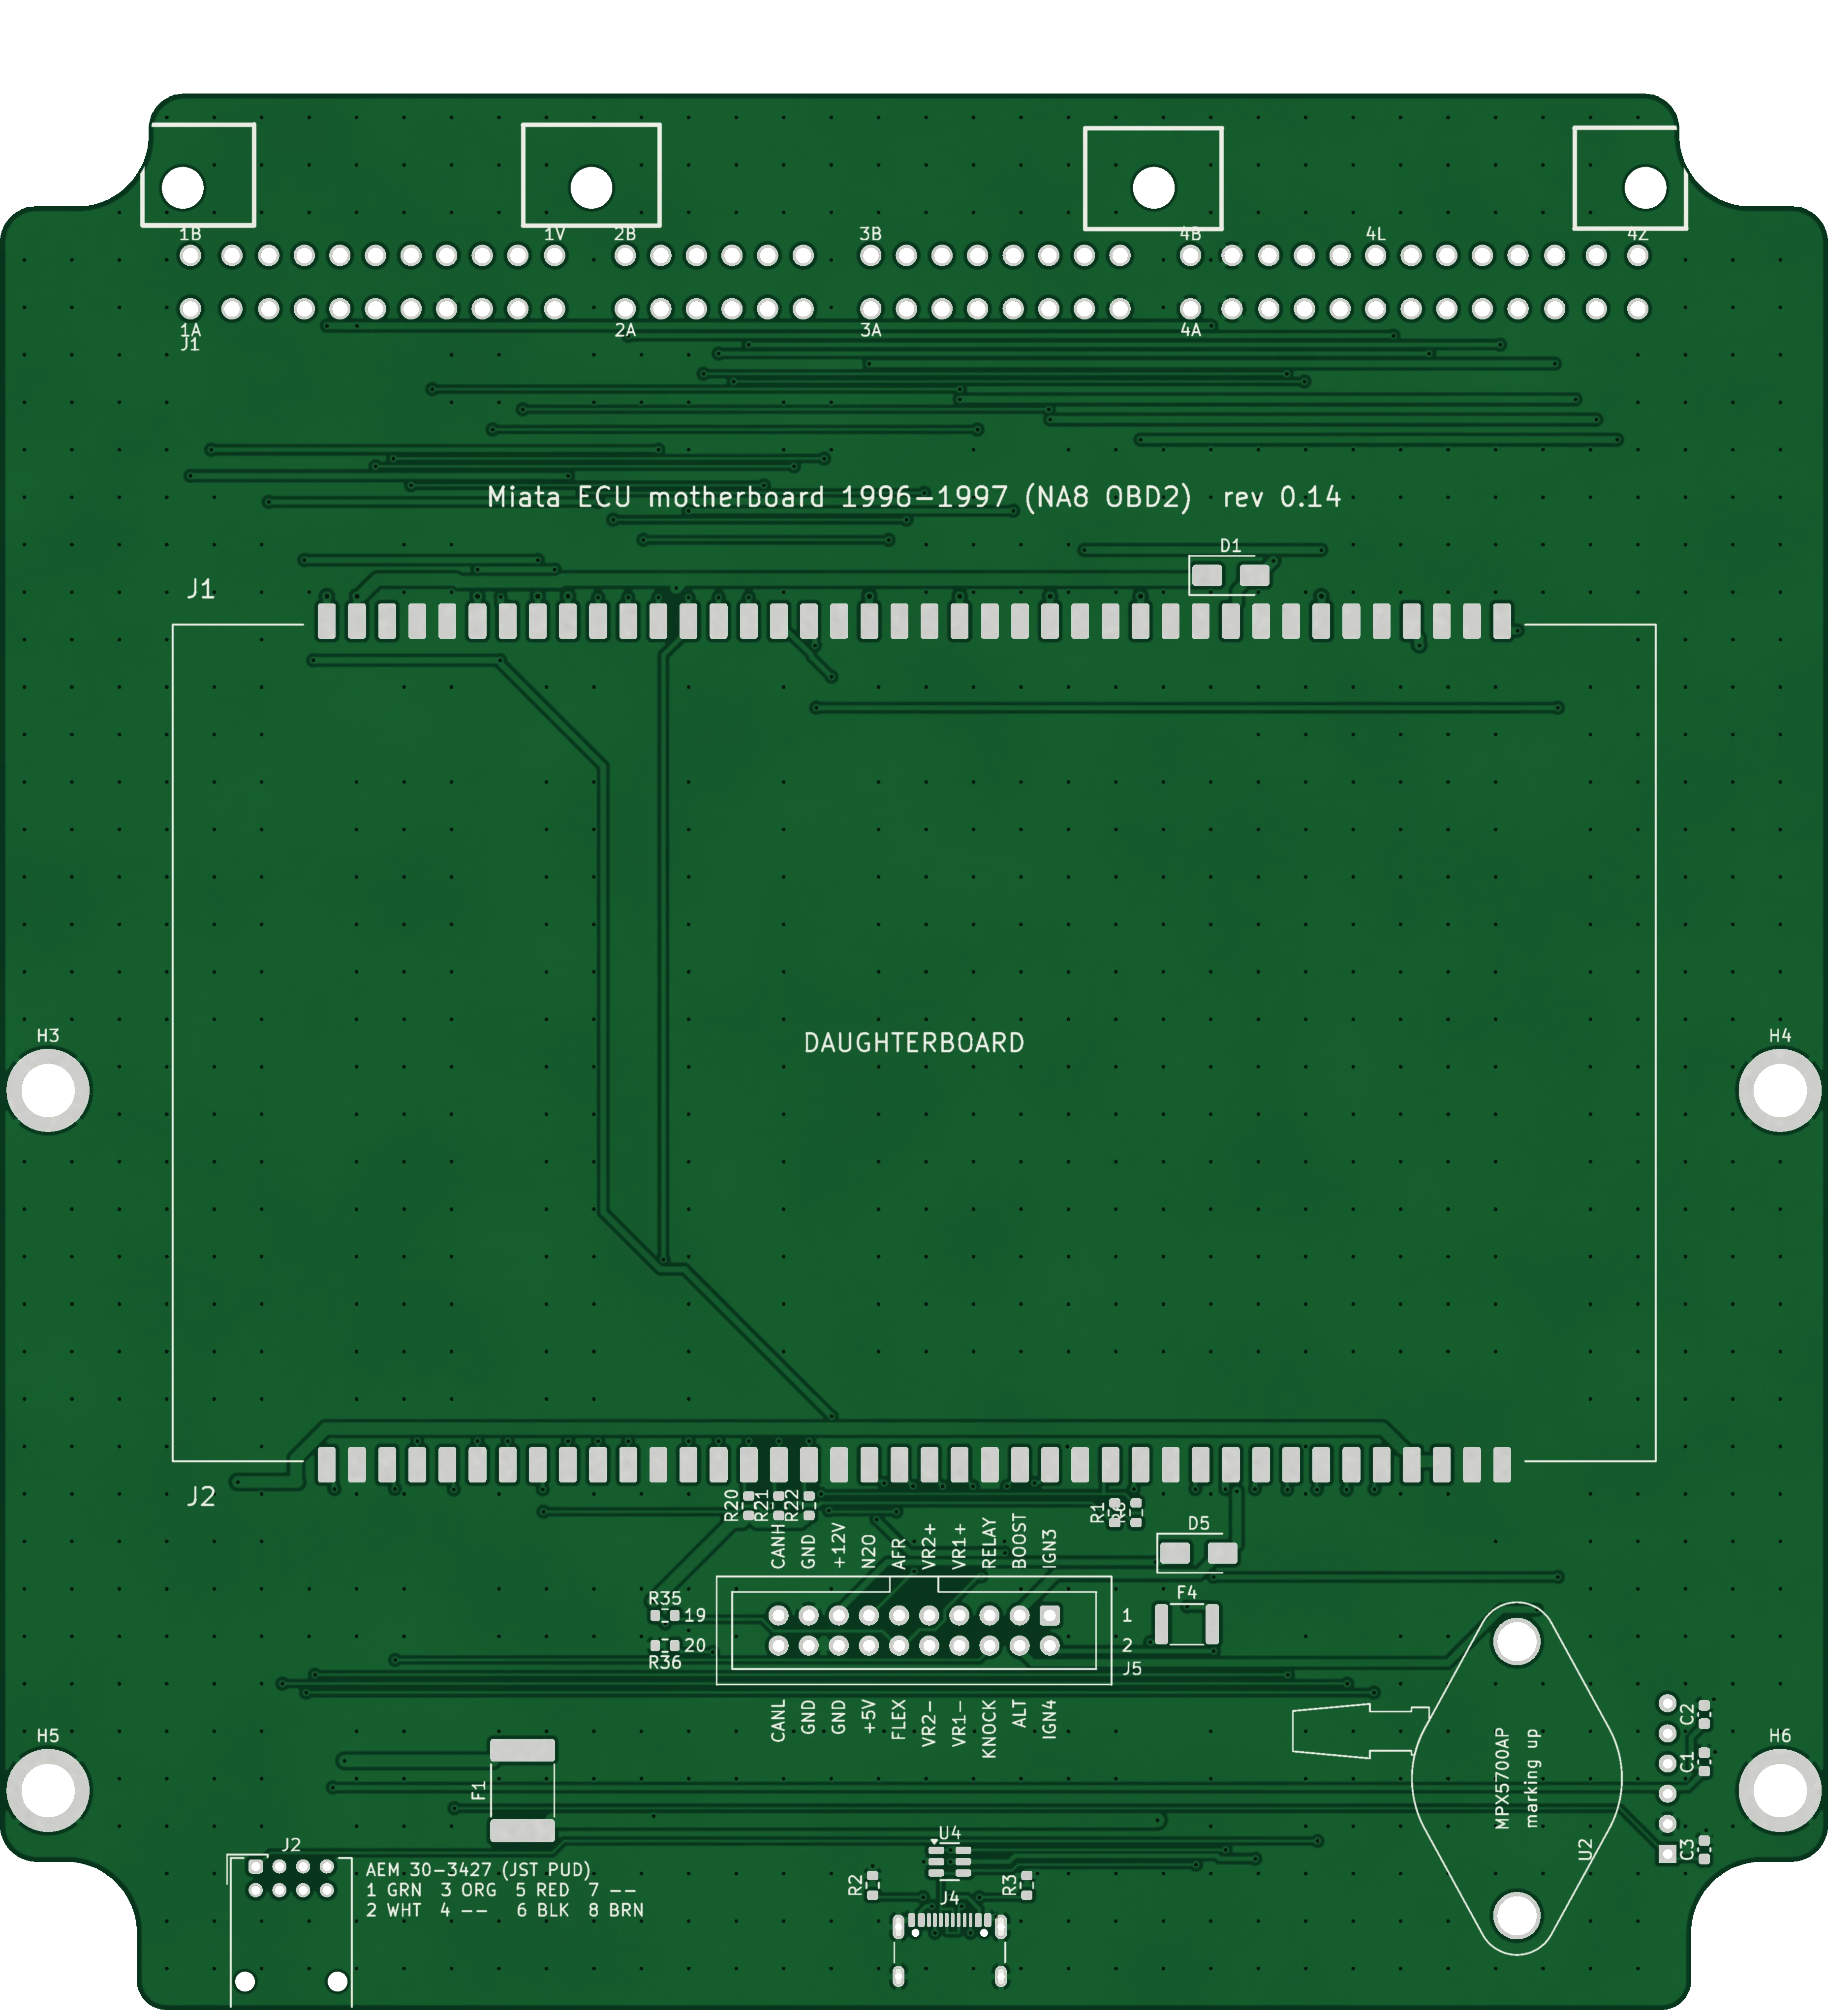 1B 1V 2B 3B 4B 4L 4Z
1A 2A 3A 4A
J1
Miata ECU motherboard 1996-1997 (NA8 OBD2) rev 0.14
D1
J1
H3
DAUGHTERBOARD
H4
J2
R20 R21 R22 R1
D5
CANH GND +12V N2O AFR VR2+ VR1+ RELAY BOOST IGN3
F4
R35
19 1
20 2
R36
J5
CANL GND GND +5V FLEX VR2- VR1- KNOCK ALT IGN4
H5
H6
F1
MPX5700AP
marking up
U2
C2
C1
C3
U4
J2
AEM 30-3427 (JST PUD)
1 GRN 3 ORG 5 RED 7 --
2 WHT 4 -- 6 BLK 8 BRN
R2 R3
J4